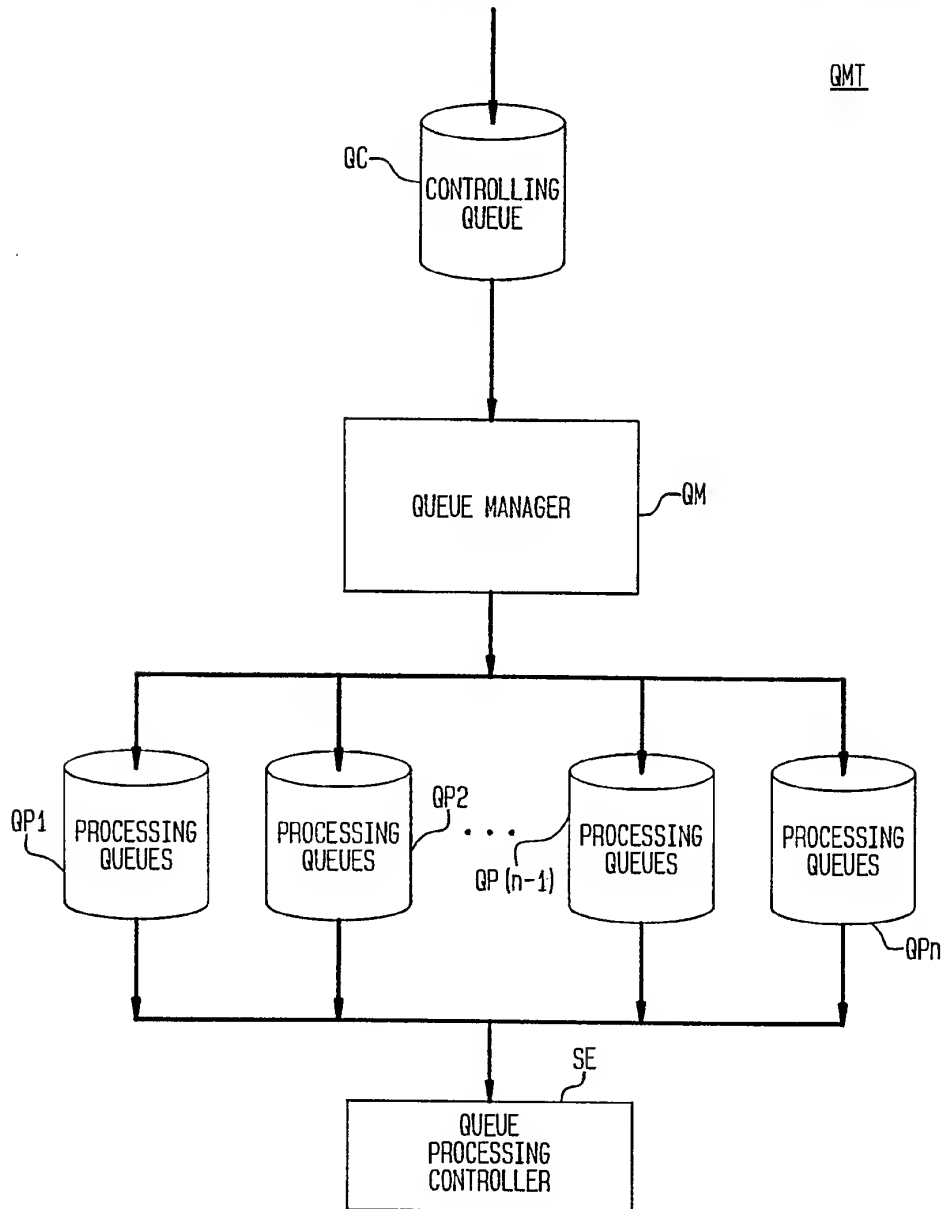 QMT
QC
CONTROLLING
QUEUE
QUEUE MANAGER
QM
QP1
PROCESSING
QUEUES
PROCESSING
QUEUES
QP2
. . .
QP (n-1)
PROCESSING
QUEUES
PROCESSING
QUEUES
QPn
SE
QUEUE
PROCESSING
CONTROLLER